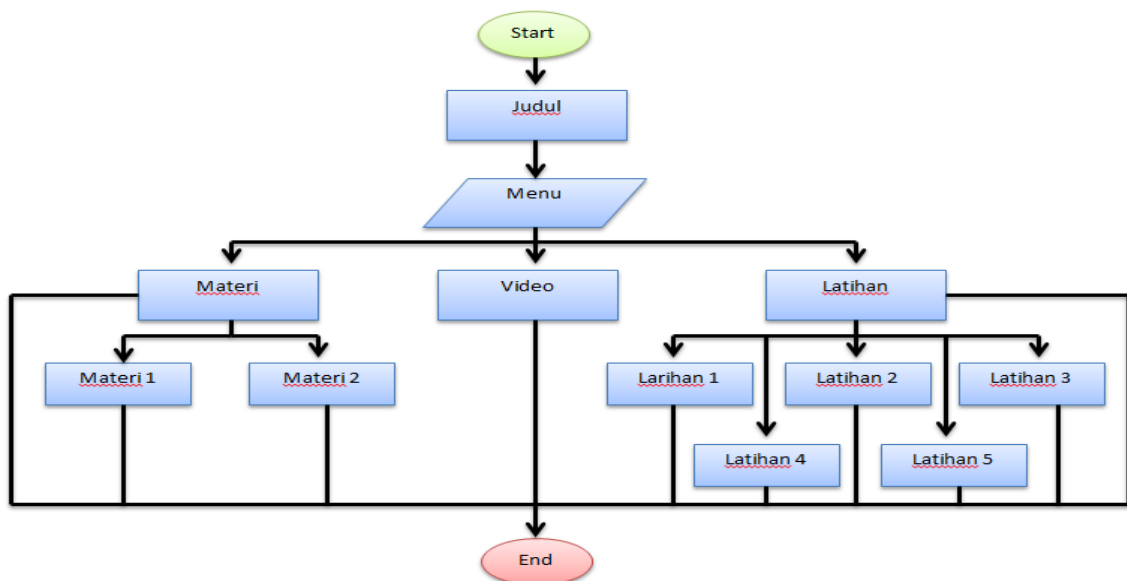 Start
Judul
Menu
Materi
Video
Latihan
Materi 1
Materi 2
Larihan 1
Latihan 2
Latihan 3
Latihan 4
Latihan 5
End